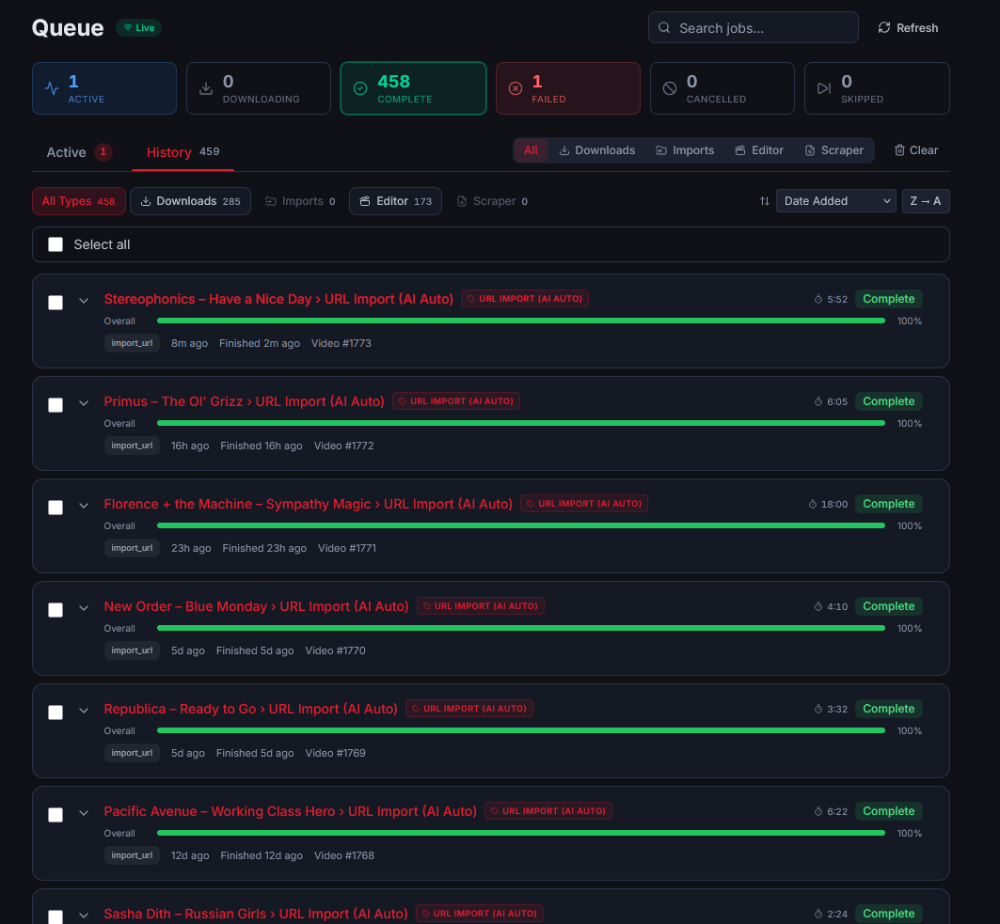 Queue Live Search jobs... Refresh
1 ACTIVE 0 DOWNLOADING 458 COMPLETE 1 FAILED 0 CANCELLED 0 SKIPPED
Active 1 History 459 All Downloads Imports Editor Scraper Clear
All Types 458 Downloads 285 Imports 0 Editor 173 Scraper 0 Date Added Z → A
Select all
Stereophonics – Have a Nice Day › URL Import (AI Auto) URL IMPORT (AI AUTO) 5:52 Complete
Overall 100%
import_url 8m ago Finished 2m ago Video #1773
Primus – The Ol' Grizz › URL Import (AI Auto) URL IMPORT (AI AUTO) 6:05 Complete
Overall 100%
import_url 16h ago Finished 16h ago Video #1772
Florence + the Machine – Sympathy Magic › URL Import (AI Auto) URL IMPORT (AI AUTO) 18:00 Complete
Overall 100%
import_url 23h ago Finished 23h ago Video #1771
New Order – Blue Monday › URL Import (AI Auto) URL IMPORT (AI AUTO) 4:10 Complete
Overall 100%
import_url 5d ago Finished 5d ago Video #1770
Republica – Ready to Go › URL Import (AI Auto) URL IMPORT (AI AUTO) 3:32 Complete
Overall 100%
import_url 5d ago Finished 5d ago Video #1769
Pacific Avenue – Working Class Hero › URL Import (AI Auto) URL IMPORT (AI AUTO) 6:22 Complete
Overall 100%
import_url 12d ago Finished 12d ago Video #1768
Sasha Dith – Russian Girls › URL Import (AI Auto) URL IMPORT (AI AUTO) 2:24 Complete